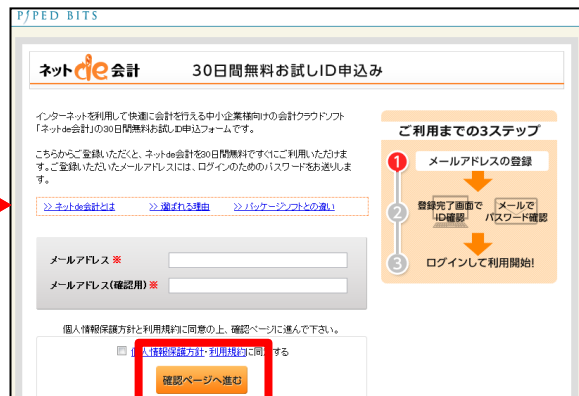 PIPED BITS
ネットde会計 30日間無料お試しID申込み
インターネットを利用して快適に会計を行える中小企業様向けの会計クラウドソフト
「ネットde会計」の30日間無料お試しID申込フォームです。
こちらからご登録いただくと、ネットde会計を30日間無料ですぐにご利用いただけま
す。ご登録いただいたメールアドレスには、ログインのためのパスワードをお送りしま
す。
>> ネットde会計とは >> 選ばれる理由 >> パッケージソフトとの違い
メールアドレス ※
メールアドレス(確認用) ※
個人情報保護方針と利用規約に同意の上、確認ページに進んで下さい。
個人情報保護方針・利用規約に同意する
確認ページへ進む
ご利用までの3ステップ
1 メールアドレスの登録
2 登録完了画面で
ID確認
メールで
パスワード確認
3 ログインして利用開始!